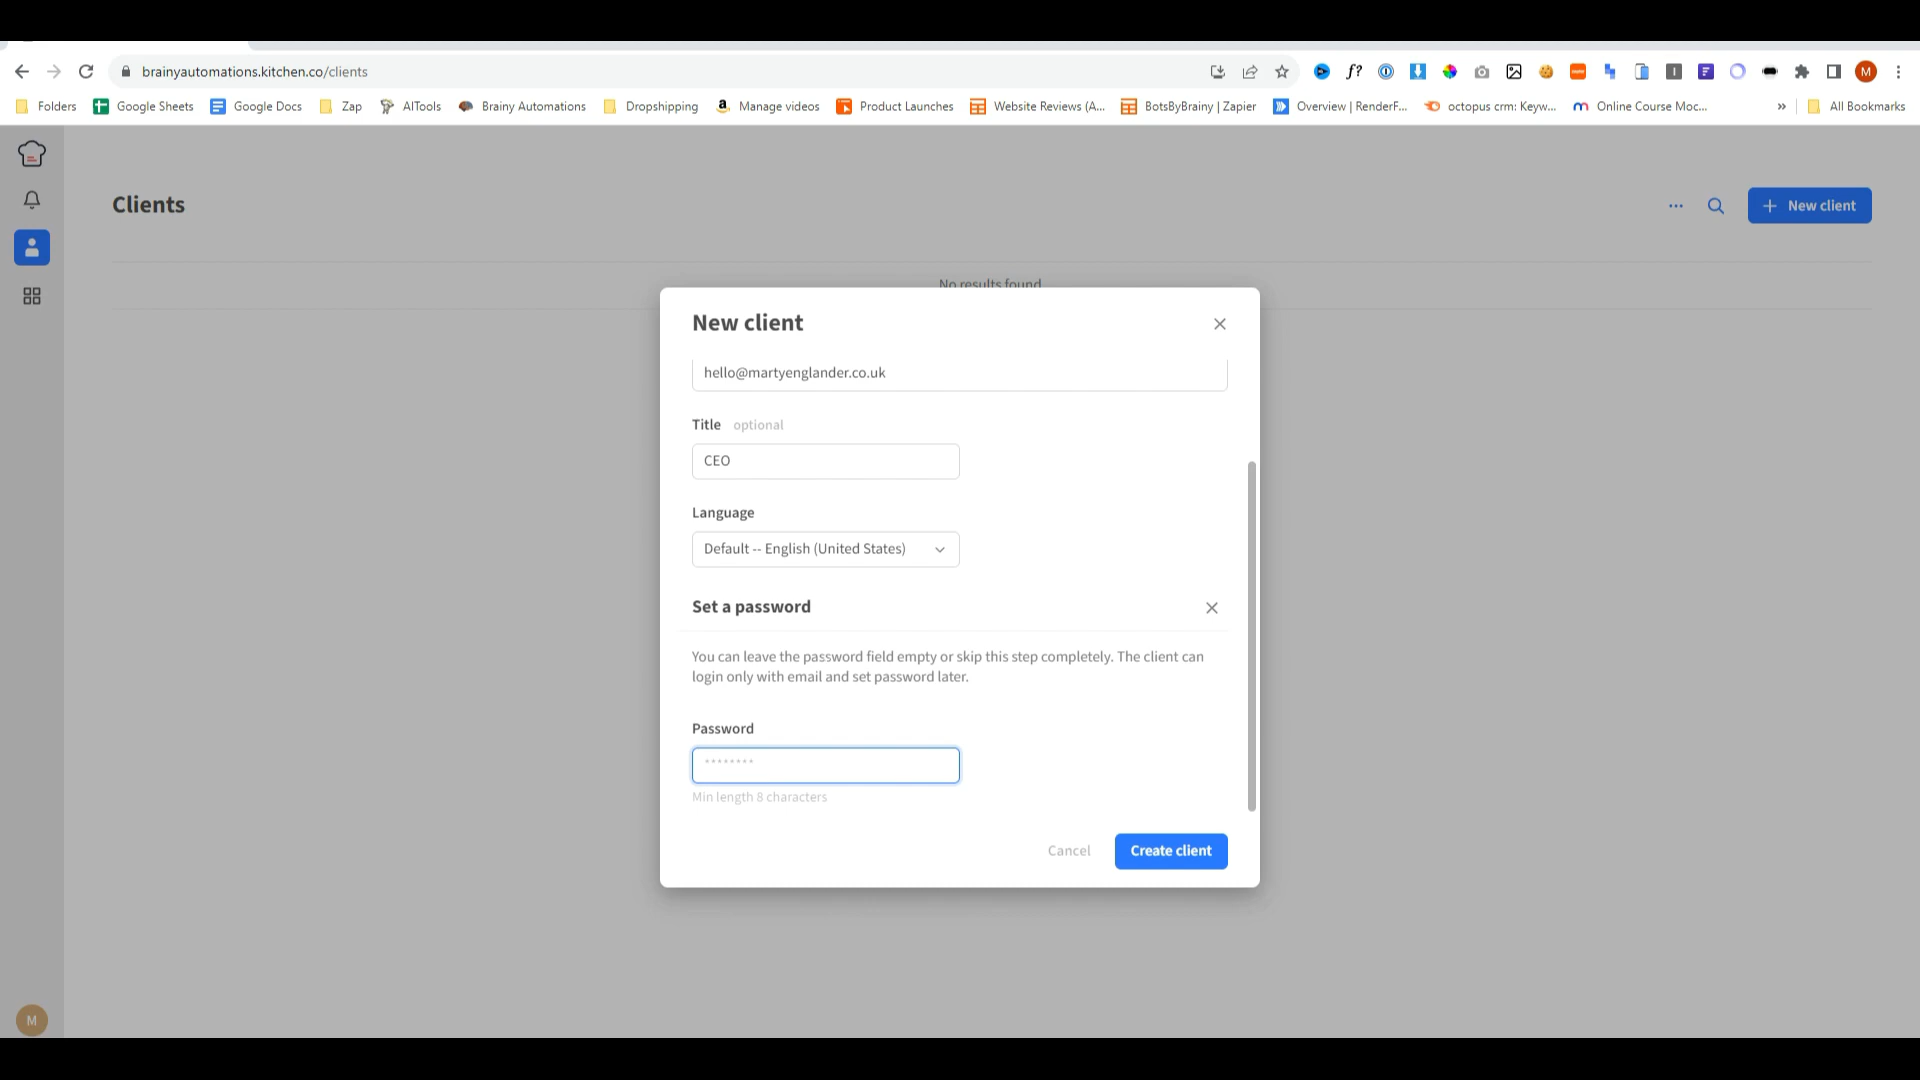 brainyautomations.kitchen.co/clients
f?
M
Folders
Google Sheets
Google Docs
Zap
AITools
Brainy Automations
Dropshipping
Manage videos
Product Launches
Website Reviews (A...
BotsByBrainy | Zapier
Overview | RenderF...
octopus crm: Keyw...
Online Course Moc...
»
All Bookmarks
Clients
New client
No results found
New client
hello@martyenglander.co.uk
Title optional
CEO
Language
Default -- English (United States)
Set a password
You can leave the password field empty or skip this step completely. The client can
login only with email and set password later.
Password
********
Min length 8 characters
Cancel
Create client
M